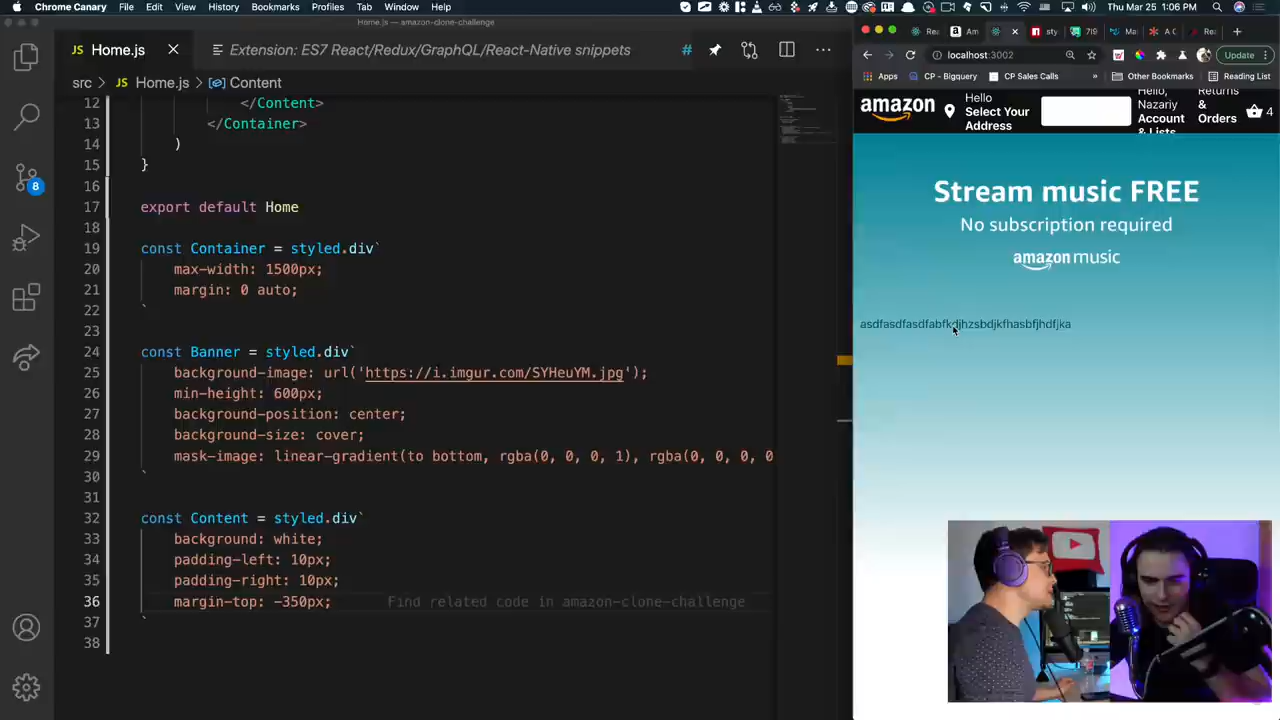 Chrome Canary File Edit View History Bookmarks Profiles Tab Window Help
Thu Mar 25 1:06 PM
Home.js — amazon-clone-challenge
Home.js
Extension: ES7 React/Redux/GraphQL/React-Native snippets
src > JS Home.js > Content
12 </Content>
13 </Container>
14 )
15 }
16
17 export default Home
18
19 const Container = styled.div`
20 max-width: 1500px;
21 margin: 0 auto;
22 `
23
24 const Banner = styled.div`
25 background-image: url('https://i.imgur.com/SYHeuYM.jpg');
26 min-height: 600px;
27 background-position: center;
28 background-size: cover;
29 mask-image: linear-gradient(to bottom, rgba(0, 0, 0, 1), rgba(0, 0, 0, 0
30 `
31
32 const Content = styled.div`
33 background: white;
34 padding-left: 10px;
35 padding-right: 10px;
36 margin-top: -350px; Find related code in amazon-clone-challenge
37 `
38
8
Rea Am sty 7|9 Ma A C Rea
localhost:3002
Update
Apps CP - Bigquery CP Sales Calls » Other Bookmarks Reading List
amazon
Hello
Select Your
Address
Hello,
Nazariy
Account
& Lists
Returns
& Orders
4
Stream music FREE
No subscription required
amazon music
asdfasdfasdfabfkdjhzsbdjkfhasbfjhdfjka